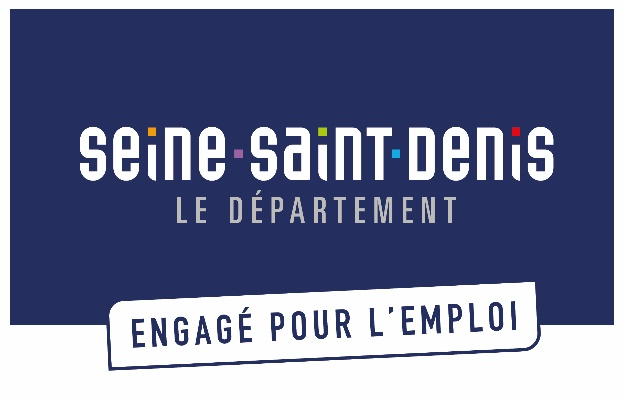 seine·saint·denis
LE DÉPARTEMENT
ENGAGÉ POUR L'EMPLOI